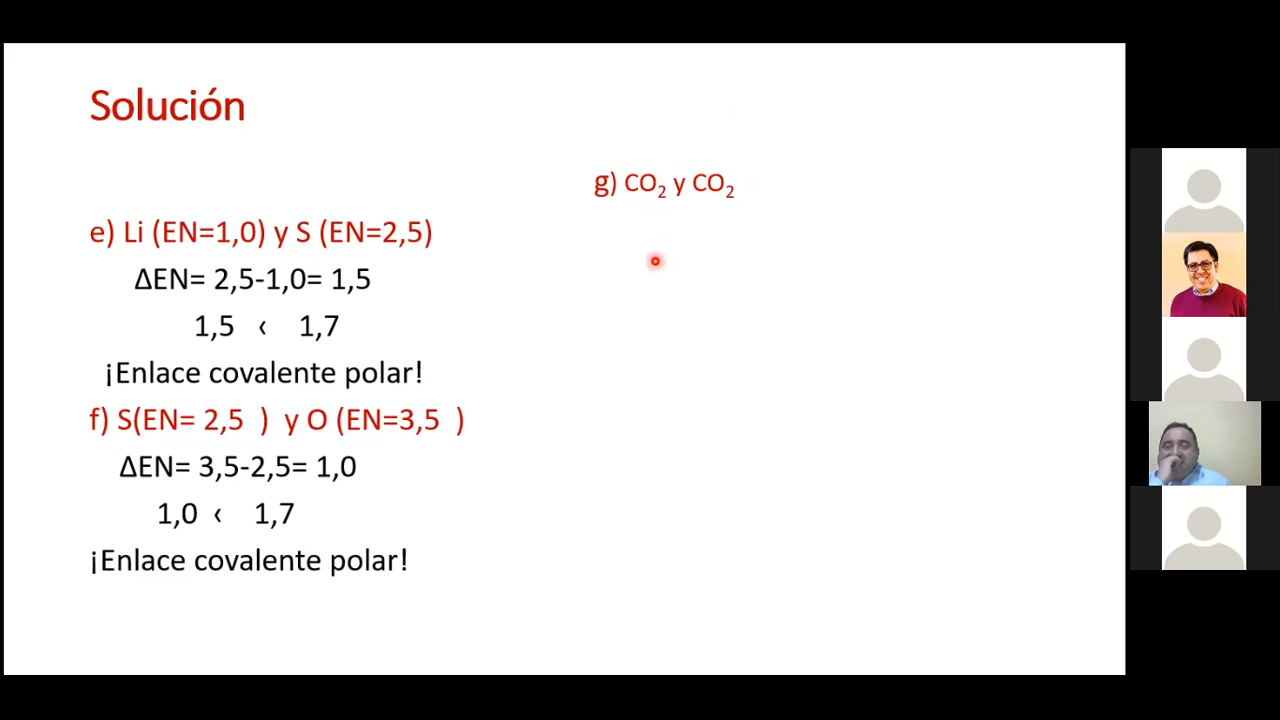 Solución
e) Li (EN=1,0) y S (EN=2,5)
ΔEN= 2,5-1,0= 1,5
1,5 ‹ 1,7
¡Enlace covalente polar!
f) S(EN= 2,5 ) y O (EN=3,5 )
ΔEN= 3,5-2,5= 1,0
1,0 ‹ 1,7
¡Enlace covalente polar!
g) CO₂ y CO₂